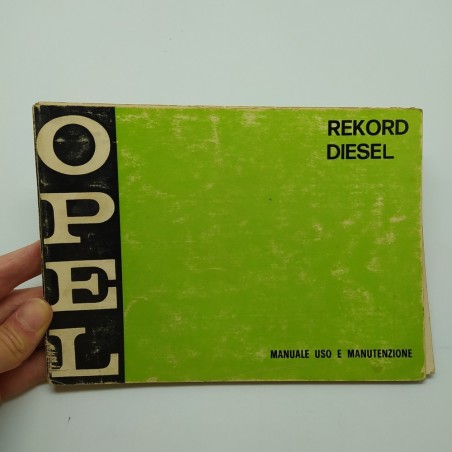 OPEL
REKORD
DIESEL
MANUALE USO E MANUTENZIONE